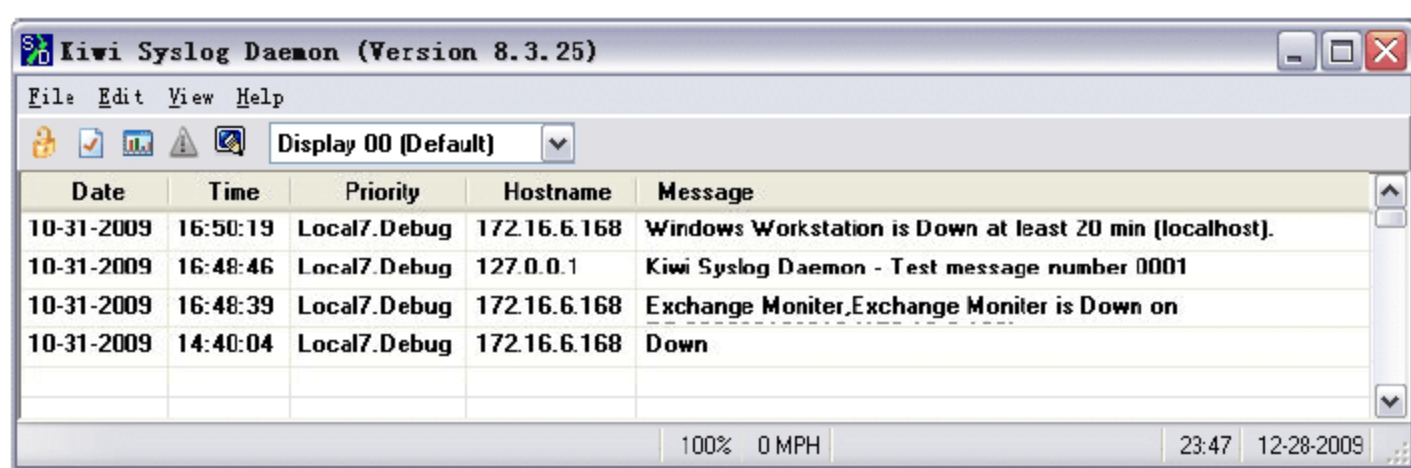 Kiwi Syslog Daemon (Version 8.3.25)
File Edit View Help
Display 00 (Default)
Date Time Priority Hostname Message
10-31-2009 16:50:19 Local7.Debug 172.16.6.168 Windows Workstation is Down at least 20 min (localhost).
10-31-2009 16:48:46 Local7.Debug 127.0.0.1 Kiwi Syslog Daemon - Test message number 0001
10-31-2009 16:48:39 Local7.Debug 172.16.6.168 Exchange Moniter,Exchange Moniter is Down on
10-31-2009 14:40:04 Local7.Debug 172.16.6.168 Down
100% 0 MPH 23:47 12-28-2009